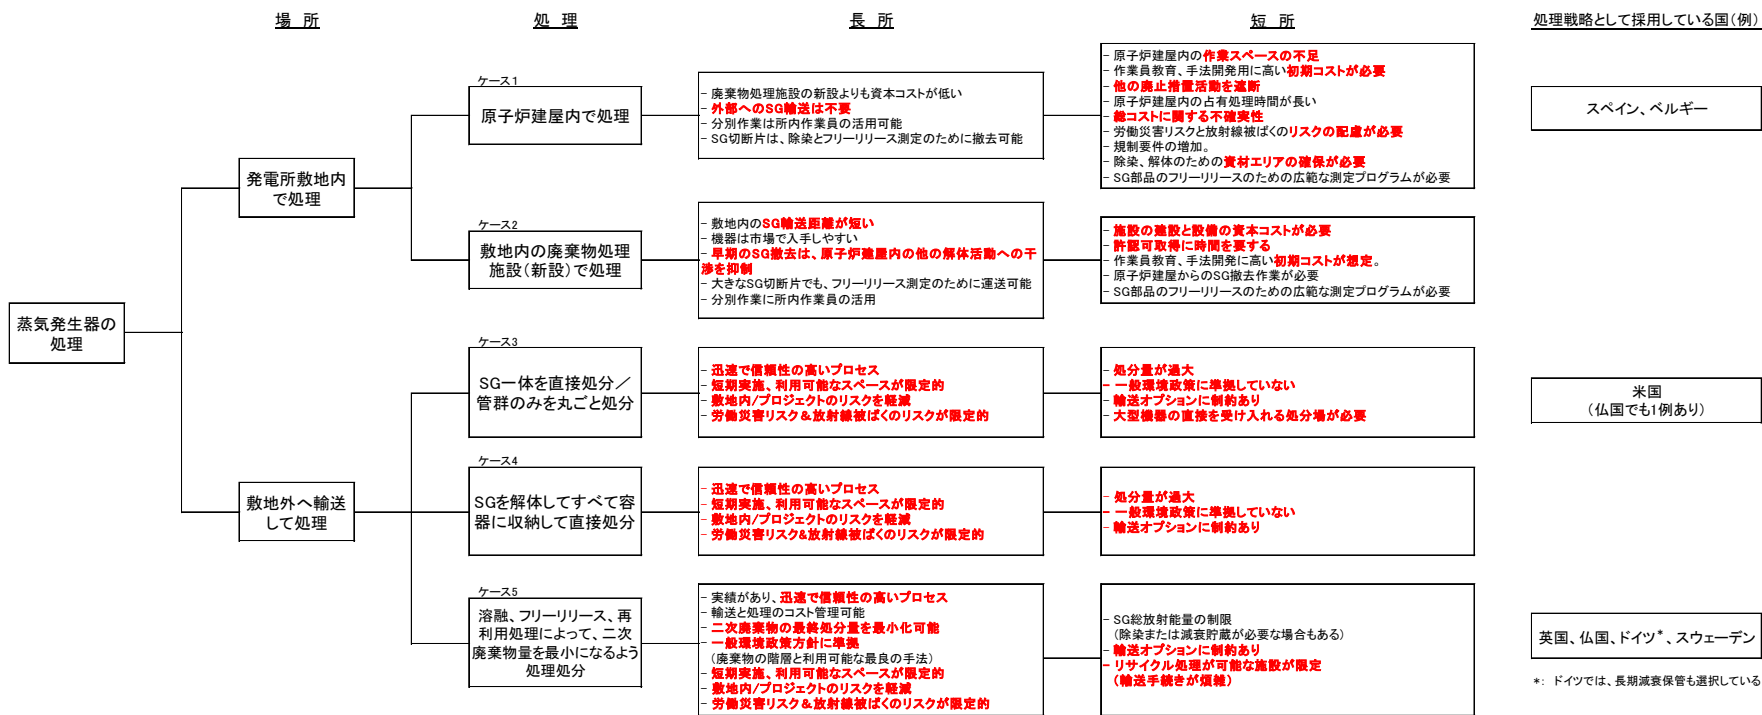 場 所
処 理
長 所
短 所
処理戦略として採用している国(例)
蒸気発生器の
処理
発電所敷地内
で処理
ケース1
原子炉建屋内で処理
- 廃棄物処理施設の新設よりも資本コストが低い
- 外部へのSG輸送は不要
- 分別作業は所内作業員の活用可能
- SG切断片は、除染とフリーリリース測定のために撤去可能
- 原子炉建屋内の作業スペースの不足
- 作業員教育、手法開発用に高い初期コストが必要
- 他の廃止措置活動を遮断
- 原子炉建屋内の占有処理時間が長い
- 総コストに関する不確実性
- 労働災害リスクと放射線被ばくのリスクの配慮が必要
- 規制要件の増加。
- 除染、解体のための資材エリアの確保が必要
- SG部品のフリーリリースのための広範な測定プログラムが必要
スペイン、ベルギー
ケース2
敷地内の廃棄物処理
施設(新設)で処理
- 敷地内のSG輸送距離が短い
- 機器は市場で入手しやすい
- 早期のSG撤去は、原子炉建屋内の他の解体活動への干
渉を抑制
- 大きなSG切断片でも、フリーリリース測定のために運送可能
- 分別作業に所内作業員の活用
- 施設の建設と設備の資本コストが必要
- 許認可取得に時間を要する
- 作業員教育、手法開発に高い初期コストが想定。
- 原子炉建屋からのSG撤去作業が必要
- SG部品のフリーリリースのための広範な測定プログラムが必要
敷地外へ輸送
して処理
ケース3
SG一体を直接処分/
管群のみを丸ごと処分
- 迅速で信頼性の高いプロセス
- 短期実施、利用可能なスペースが限定的
- 敷地内/プロジェクトのリスクを軽減
- 労働災害リスク&放射線被ばくのリスクが限定的
- 処分量が過大
- 一般環境政策に準拠していない
- 輸送オプションに制約あり
- 大型機器の直接を受け入れる処分場が必要
米国
(仏国でも1例あり)
ケース4
SGを解体してすべて容
器に収納して直接処分
- 迅速で信頼性の高いプロセス
- 短期実施、利用可能なスペースが限定的
- 敷地内/プロジェクトのリスクを軽減
- 労働災害リスク&放射線被ばくのリスクが限定的
- 処分量が過大
- 一般環境政策に準拠していない
- 輸送オプションに制約あり
ケース5
溶融、フリーリリース、再
利用処理によって、二次
廃棄物量を最小になるよう
処理処分
- 実績があり、迅速で信頼性の高いプロセス
- 輸送と処理のコスト管理可能
- 二次廃棄物の最終処分量を最小化可能
- 一般環境政策方針に準拠
(廃棄物の階層と利用可能な最良の手法)
- 短期実施、利用可能なスペースが限定的
- 敷地内/プロジェクトのリスクを軽減
- 労働災害リスク&放射線被ばくのリスクが限定的
- SG総放射能量の制限
(除染または減衰貯蔵が必要な場合もある)
- 輸送オプションに制約あり
- リサイクル処理が可能な施設が限定
(輸送手続きが煩雑)
英国、仏国、ドイツ*、スウェーデン
*: ドイツでは、長期減衰保管も選択している